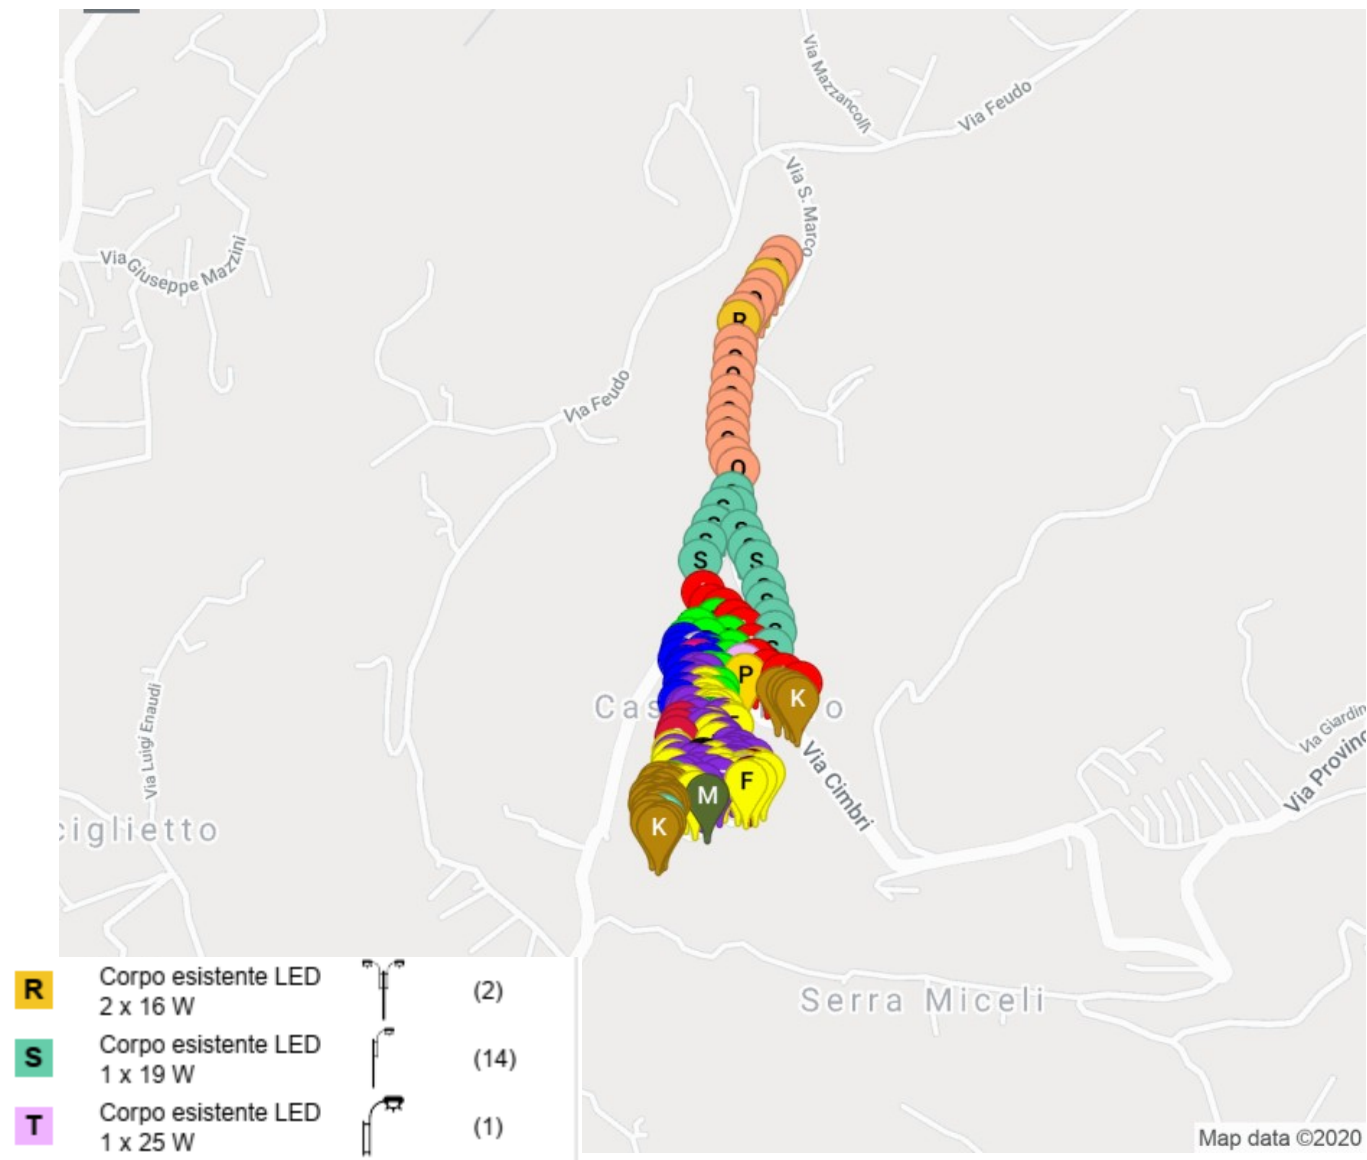 Via Mazzancolli
Via Feudo
Via S. Marco
Via Giuseppe Mazzini
R
Via Feudo
Q
S
S
P
K
Via Luigi Enaudi
Via Cimbri
Via Giardin
Via Provinc
F
M
K
ciglietto
Serra Miceli
R Corpo esistente LED
2 x 16 W (2)
S Corpo esistente LED
1 x 19 W (14)
T Corpo esistente LED
1 x 25 W (1)
Map data ©2020